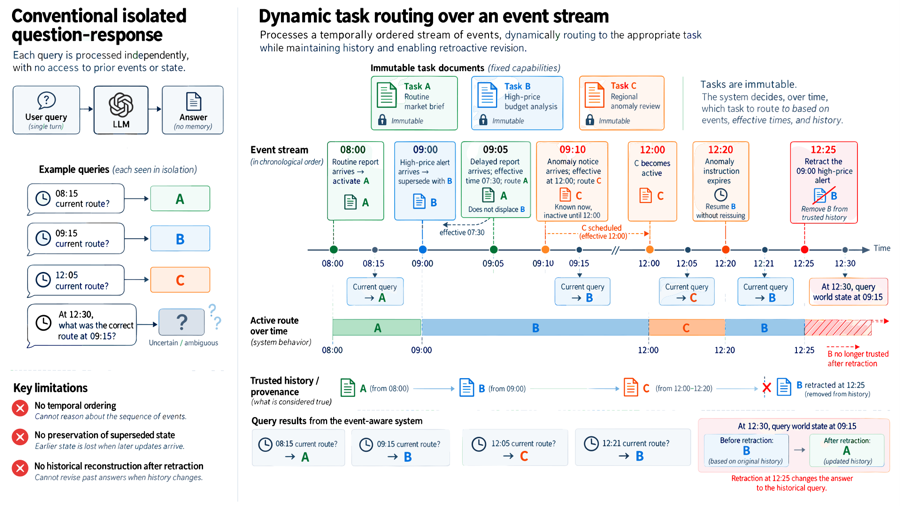 Conventional isolated
question-response
Each query is processed independently,
with no access to prior events or state.
User query
(single turn)
LLM
Answer
(no memory)
Example queries (each seen in isolation)
08:15
current route?
A
09:15
current route?
B
12:05
current route?
C
At 12:30,
what was the correct
route at 09:15?
?
? ?
Uncertain / ambiguous
Key limitations
No temporal ordering
Cannot reason about the sequence of events.
No preservation of superseded state
Earlier state is lost when later updates arrive.
No historical reconstruction after retraction
Cannot revise past answers when history changes.
Dynamic task routing over an event stream
Processes a temporally ordered stream of events, dynamically routing to the appropriate task
while maintaining history and enabling retroactive revision.
Immutable task documents (fixed capabilities)
Task A
Routine
market brief
Immutable
Task B
High-price
budget analysis
Immutable
Task C
Regional
anomaly review
Immutable
Tasks are immutable.
The system decides, over time,
which task to route to based on
events, effective times, and history.
Event stream
(in chronological order)
08:00
Routine report
arrives →
activate A
A
09:00
High-price alert
arrives →
supersede with B
B
09:05
Delayed report
arrives; effective
time 07:30; route A
A
Does not displace B
09:10
Anomaly notice
arrives; effective
at 12:00; route C
C
Known now,
inactive until 12:00
12:00
C becomes
active
C
12:20
Anomaly
instruction
expires
Resume B
without reissuing
12:25
Retract the
09:00 high-price
alert
B
Remove B from
trusted history
effective 07:30
C scheduled
(effective 12:00)
Time
08:00 08:15 09:00 09:05 09:10 09:15 12:00 12:05 12:20 12:21 12:25 12:30
Current query
→ A
Current query
→ B
Current query
→ C
Current query
→ B
At 12:30, query
world state at 09:15
Active route
over time
(system behavior)
A B C B
08:00 09:00 12:00 12:20 12:25
B no longer trusted
after retraction
Trusted history /
provenance
(what is considered true)
A (from 08:00)
B (from 09:00)
C (from 12:00–12:20)
B retracted at 12:25
(removed from history)
Query results from the event-aware system
08:15 current route?
→ A
09:15 current route?
→ B
12:05 current route?
→ C
12:21 current route?
→ B
At 12:30, query world state at 09:15
Before retraction:
B
(based on original history)
→
After retraction:
A
(updated history)
Retraction at 12:25 changes the answer
to the historical query.